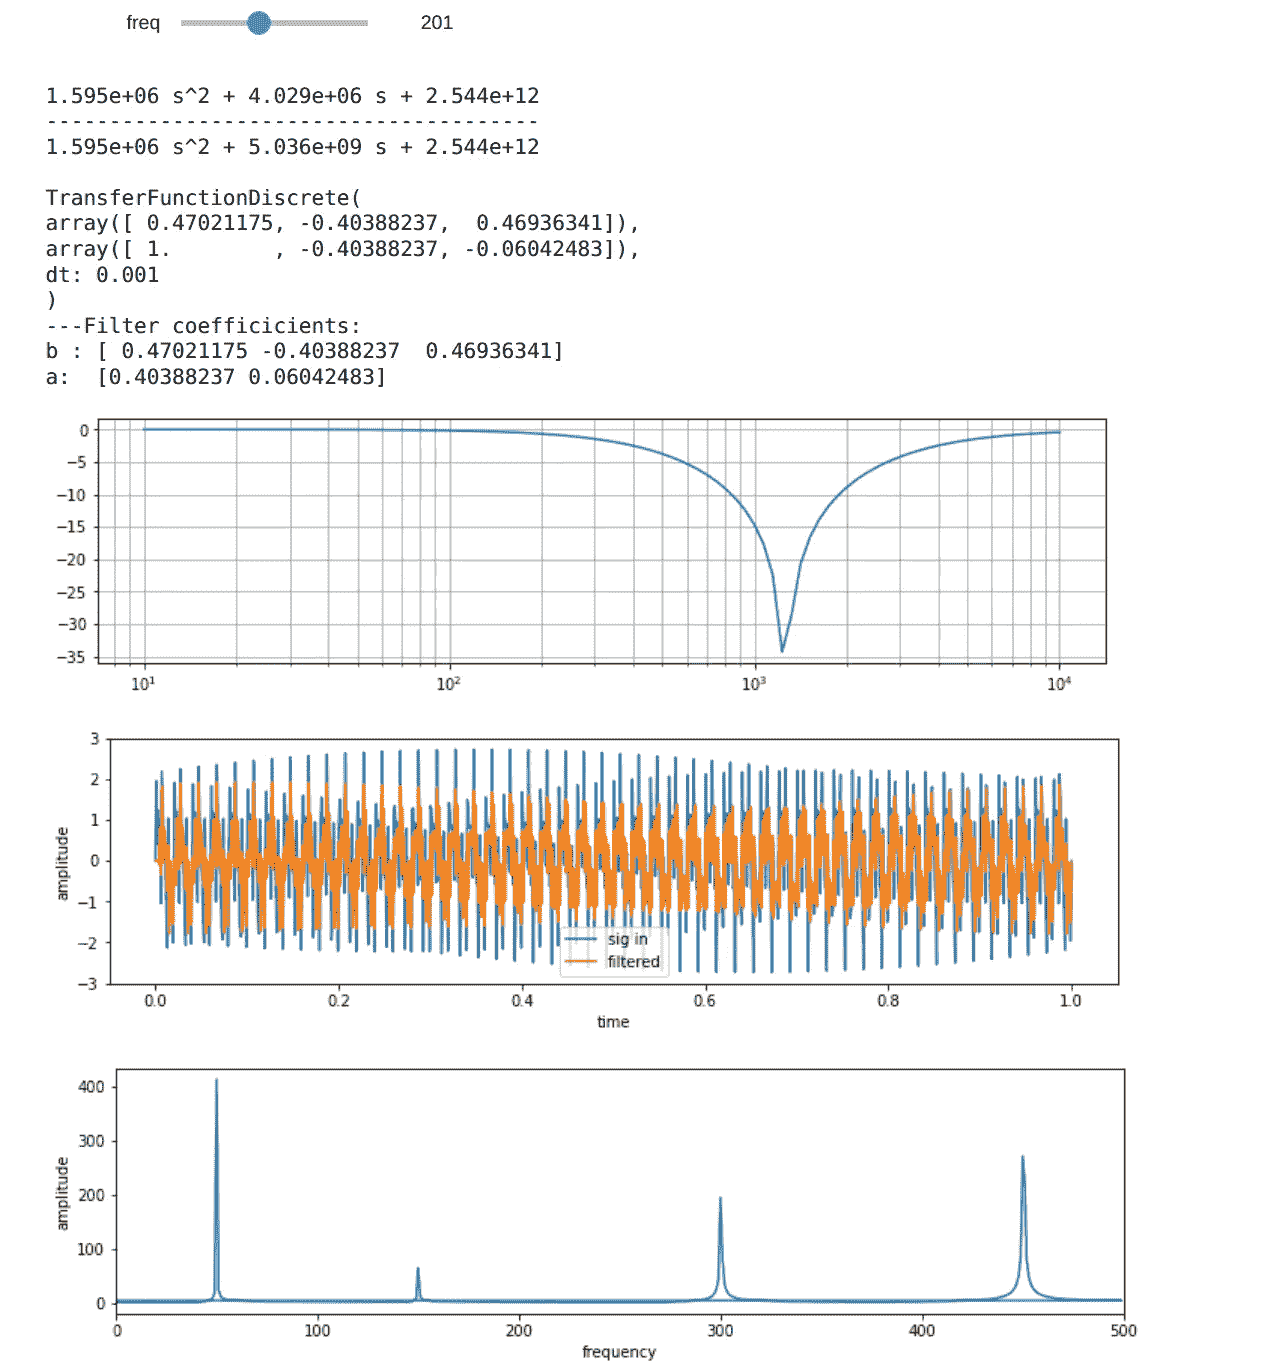 freq 201
1.595e+06 s^2 + 4.029e+06 s + 2.544e+12
---------------------------------------
1.595e+06 s^2 + 5.036e+09 s + 2.544e+12
TransferFunctionDiscrete(
array([ 0.47021175, -0.40388237,  0.46936341]),
array([ 1.        , -0.40388237, -0.06042483]),
dt: 0.001
)
---Filter coefficicients:
b : [ 0.47021175 -0.40388237  0.46936341]
a:  [0.40388237 0.06042483]
0
−5
−10
−15
−20
−25
−30
−35
10¹ 10² 10³ 10⁴
3
2
1
0
−1
−2
−3
amplitude
sig in
filtered
0.0 0.2 0.4 0.6 0.8 1.0
time
400
300
200
100
0
amplitude
0 100 200 300 400 500
frequency